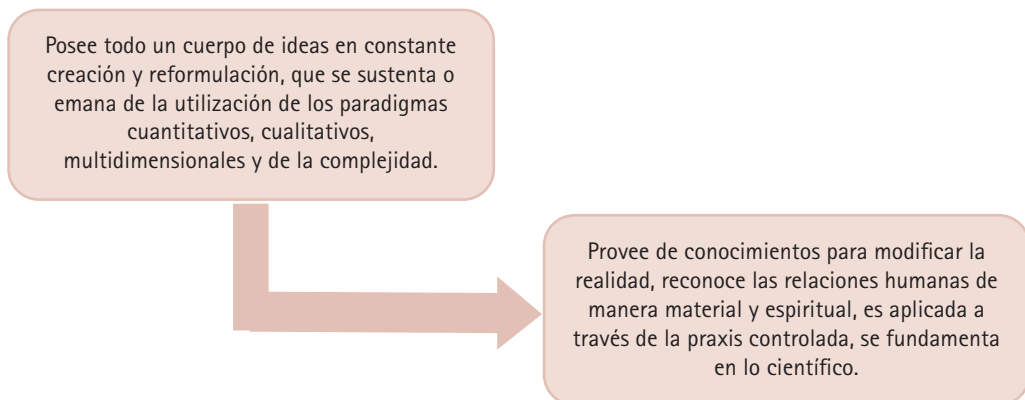 Posee todo un cuerpo de ideas en constante
creación y reformulación, que se sustenta o
emana de la utilización de los paradigmas
cuantitativos, cualitativos,
multidimensionales y de la complejidad.
Provee de conocimientos para modificar la
realidad, reconoce las relaciones humanas de
manera material y espiritual, es aplicada a
través de la praxis controlada, se fundamenta
en lo científico.